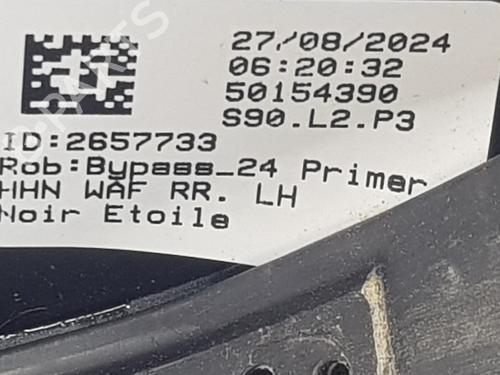 27/08/2024
06:20:32
50154390
S90.L2.P3
ID:2657733
Rob:Bypass_24 Primer
HHN WAF RR. LH
Noir Etoile